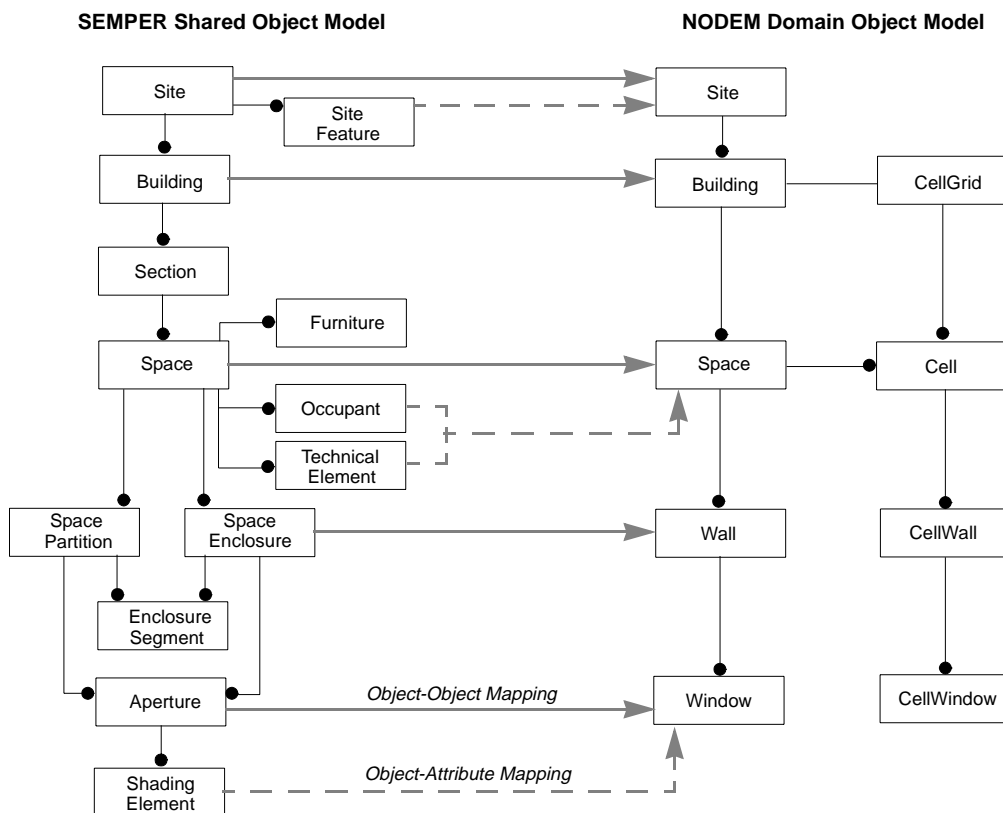 SEMPER Shared Object Model
NODEM Domain Object Model
Site
Site
Feature
Site
Building
Building
CellGrid
Section
Furniture
Space
Space
Cell
Occupant
Technical
Element
Space
Partition
Space
Enclosure
Wall
CellWall
Enclosure
Segment
Aperture
Object-Object Mapping
Window
CellWindow
Shading
Element
Object-Attribute Mapping